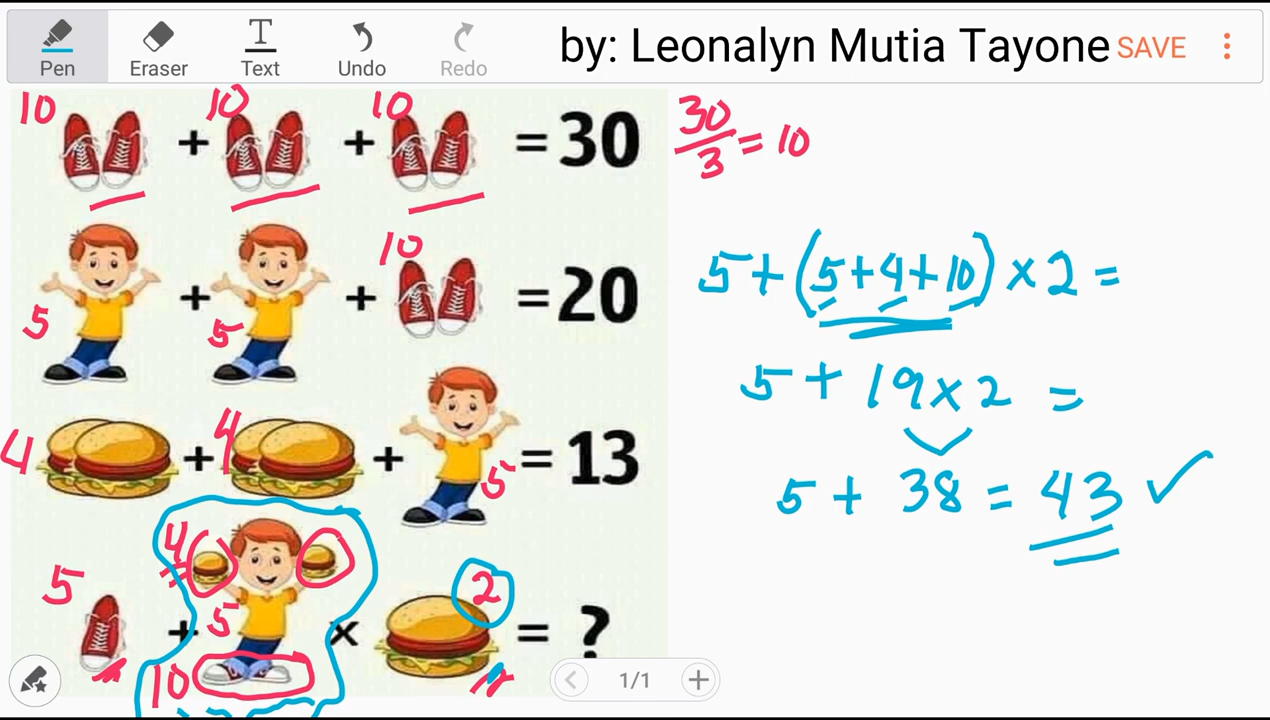 Pen Eraser Text Undo Redo by: Leonalyn Mutia Tayone SAVE
10 + 10 + 10 = 30
30/3 = 10
5 + 5 + 10 = 20
5+(5+4+10)×2=
5 + 19×2 =
4 + 4 + 5 = 13
5 + 38 = 43
5 + 4 5 10 × 2 = ?
1/1